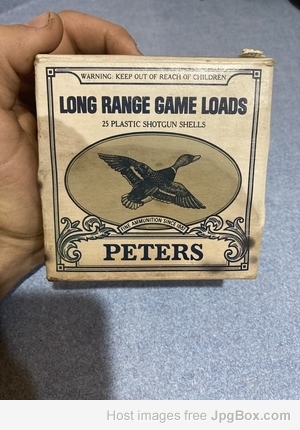 WARNING: KEEP OUT OF REACH OF CHILDREN
LONG RANGE GAME LOADS
25 PLASTIC SHOTGUN SHELLS
FINE AMMUNITION SINCE
PETERS
Host images free JpgBox.com